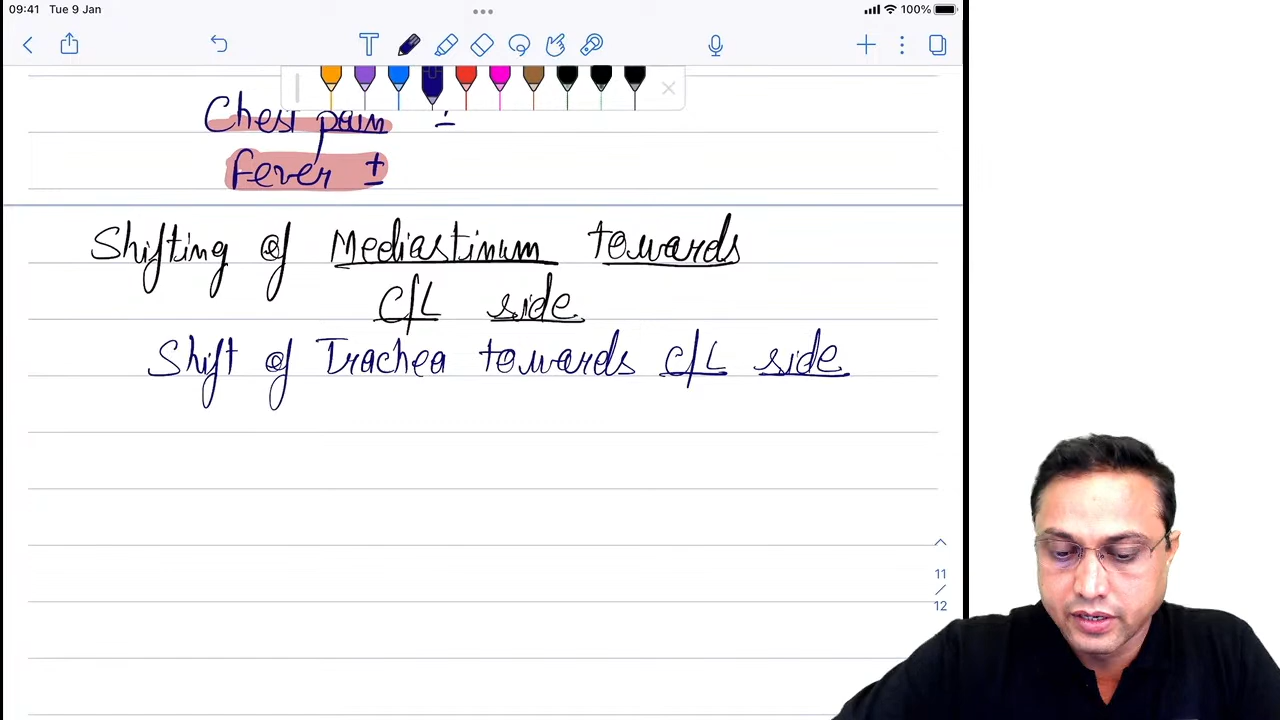 09:41 Tue 9 Jan
100%
T
Chest pain ±
Fever ±
Shifting of Mediastinum towards
C/L side
Shift of Trachea towards C/L side
11
/
12